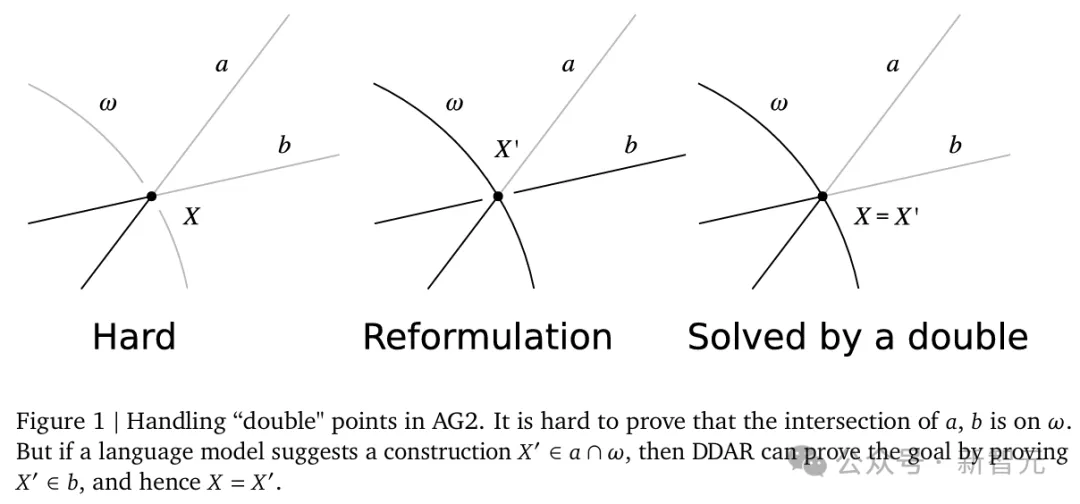 a
ω
b
X
Hard
a
ω
X'
b
Reformulation
a
ω
b
X = X'
Solved by a double
Figure 1 | Handling “double" points in AG2. It is hard to prove that the intersection of a, b is on ω.
But if a language model suggests a construction X′ ∈ a ∩ ω, then DDAR can prove the goal by proving
X′ ∈ b, and hence X = X′.
公众号 · 新智元